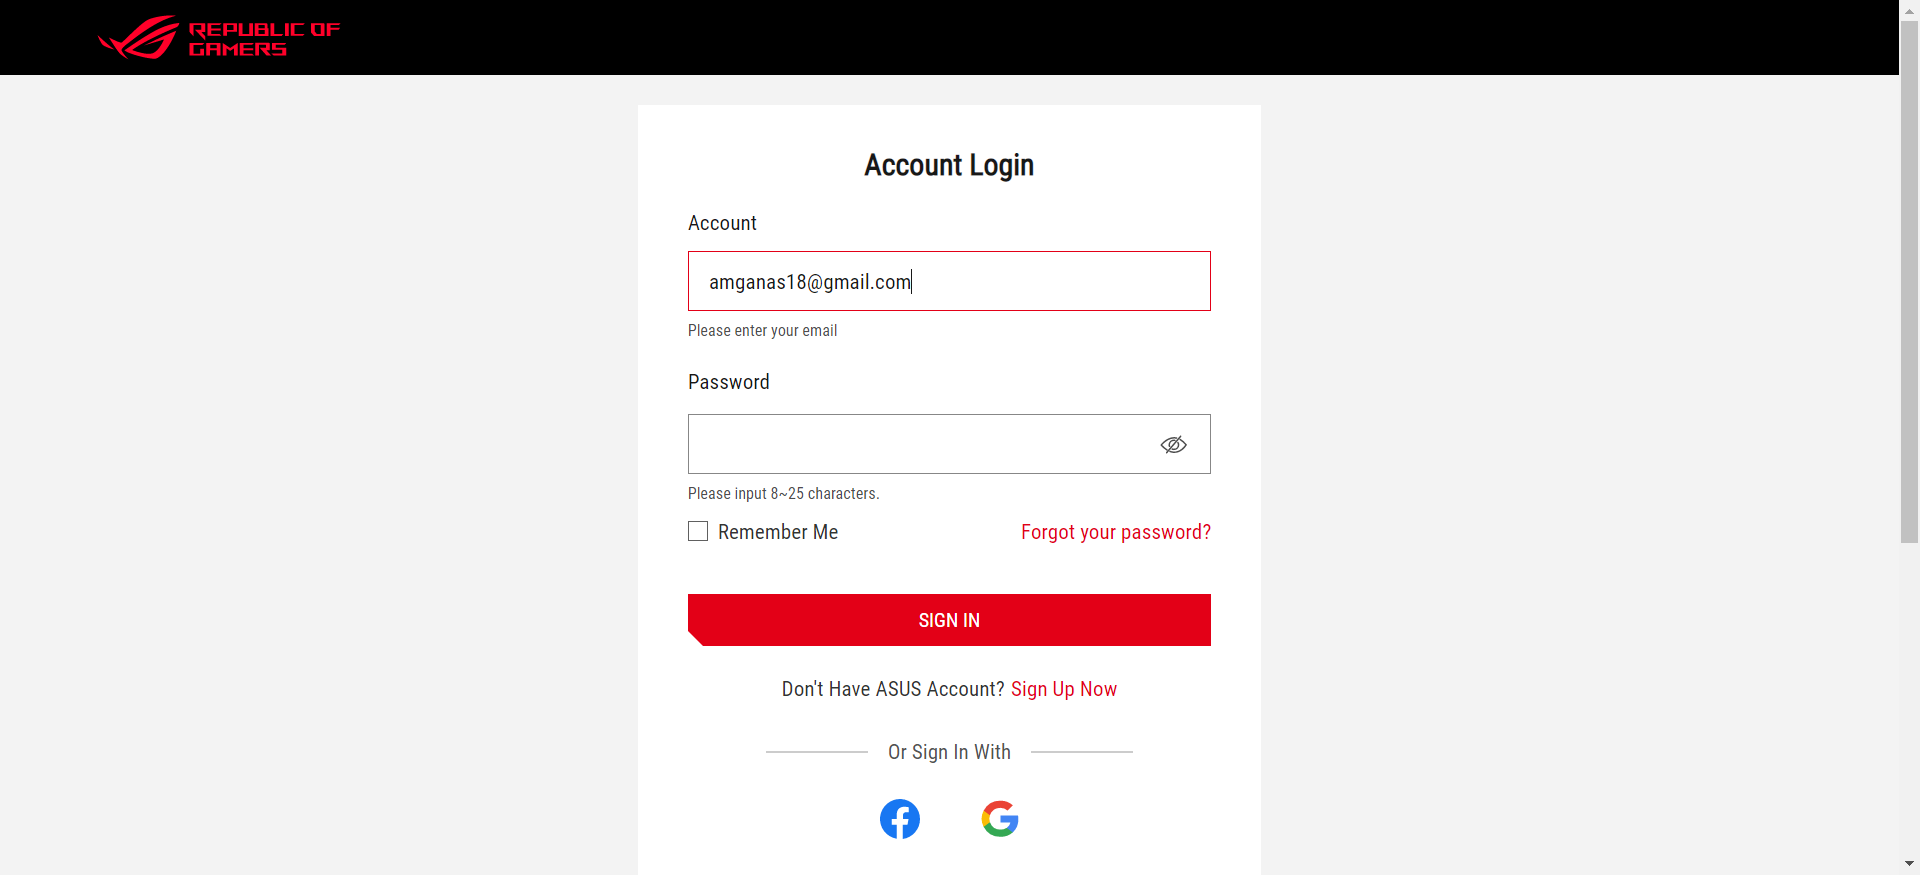 REPUBLIC OF
GAMERS
Account Login
Account
amganas18@gmail.com
Please enter your email
Password
Please input 8~25 characters.
Remember Me
Forgot your password?
SIGN IN
Don't Have ASUS Account? Sign Up Now
Or Sign In With